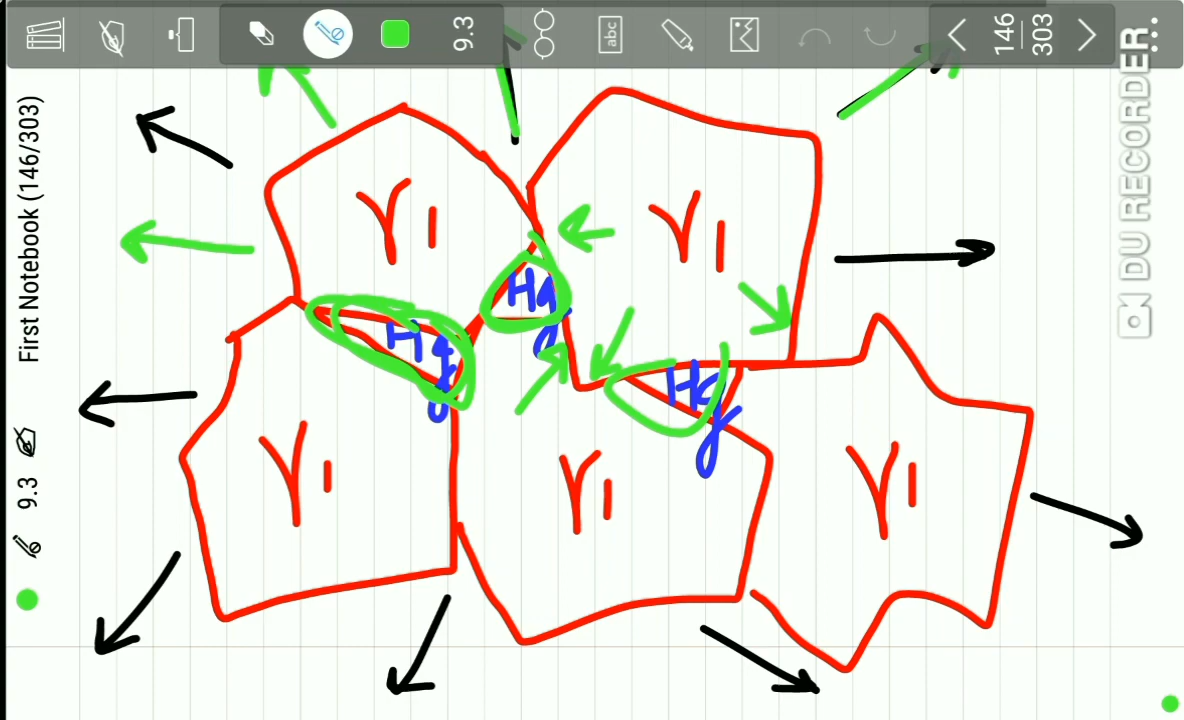 9.3
abc
146
303
DU RECORDER
First Notebook (146/303)
9.3
γ1
γ1
Hg
Hg
Hg
γ1
γ1
γ1